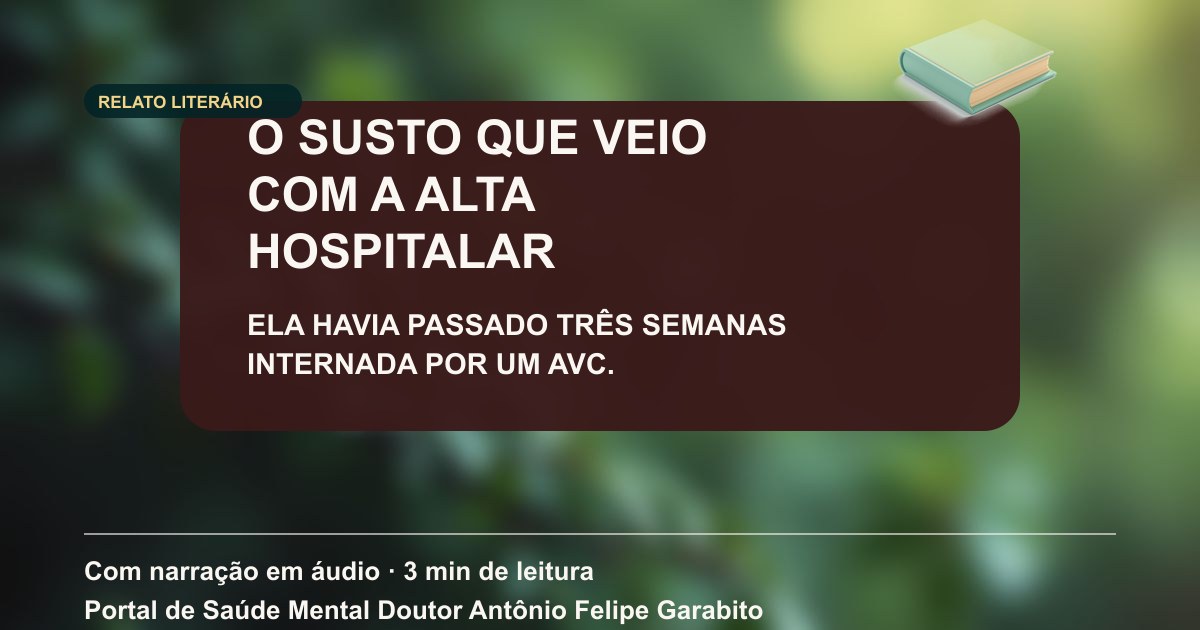 RELATO LITERÁRIO
O SUSTO QUE VEIO
COM A ALTA
HOSPITALAR
ELA HAVIA PASSADO TRÊS SEMANAS
INTERNADA POR UM AVC.
Com narração em áudio · 3 min de leitura
Portal de Saúde Mental Doutor Antônio Felipe Garabito